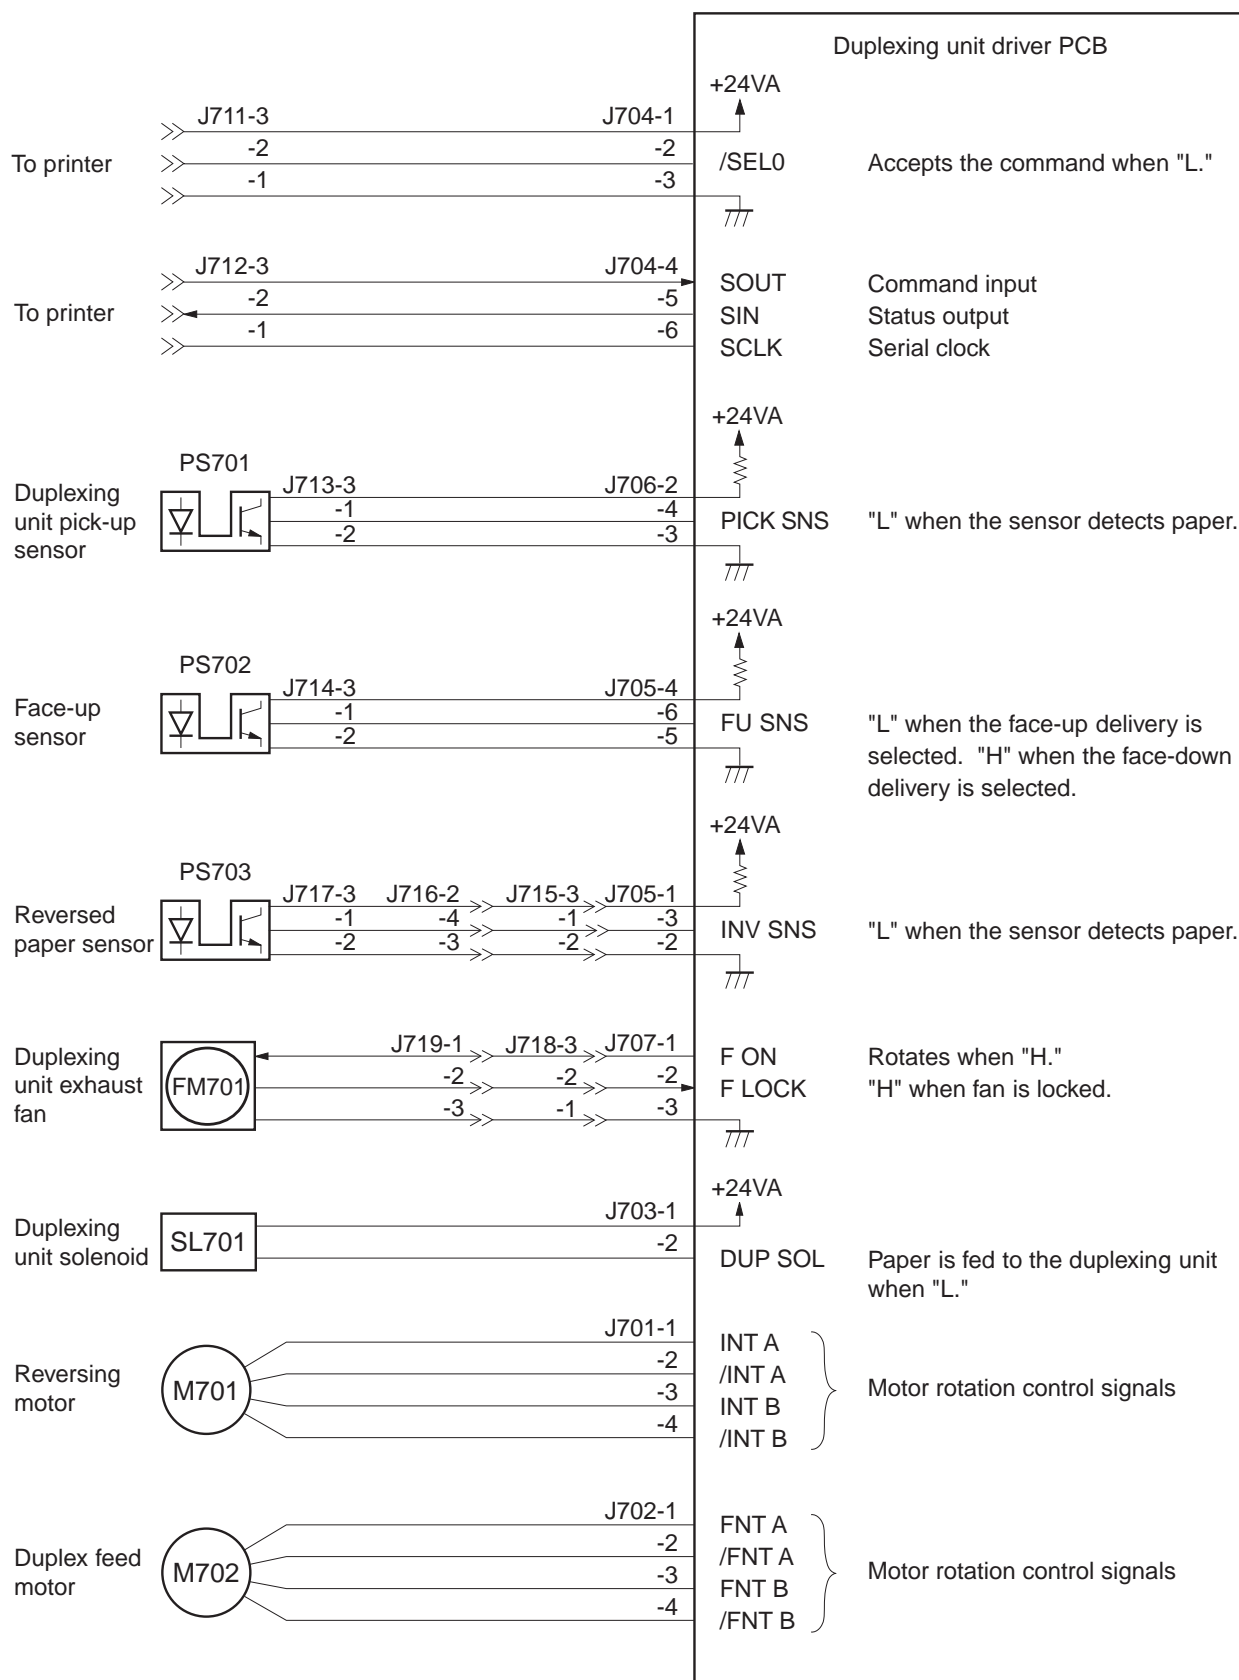 Duplexing unit driver PCB
+24VA
J711-3 J704-1
-2 -2
To printer /SEL0 Accepts the command when "L."
-1 -3
J712-3 J704-4
SOUT Command input
-2 -5
To printer SIN Status output
-1 -6
SCLK Serial clock
+24VA
PS701
J713-3 J706-2
Duplexing
unit pick-up
sensor
-1 -4
PICK SNS "L" when the sensor detects paper.
-2 -3
+24VA
PS702
J714-3 J705-4
Face-up
sensor
-1 -6
FU SNS "L" when the face-up delivery is
selected. "H" when the face-down
delivery is selected.
-2 -5
+24VA
PS703
J717-3 J716-2 J715-3 J705-1
Reversed
paper sensor
-1 -4 -1 -3
INV SNS "L" when the sensor detects paper.
-2 -3 -2 -2
J719-1 J718-3 J707-1
Duplexing
unit exhaust
fan
FM701
F ON Rotates when "H."
-2 -2 -2
F LOCK "H" when fan is locked.
-3 -1 -3
+24VA
J703-1
Duplexing
unit solenoid
SL701
-2
DUP SOL Paper is fed to the duplexing unit
when "L."
J701-1
INT A
-2
/INT A
Reversing
motor
M701
Motor rotation control signals
-3
INT B
-4
/INT B
J702-1
FNT A
-2
/FNT A
Duplex feed
motor
M702
Motor rotation control signals
-3
FNT B
-4
/FNT B